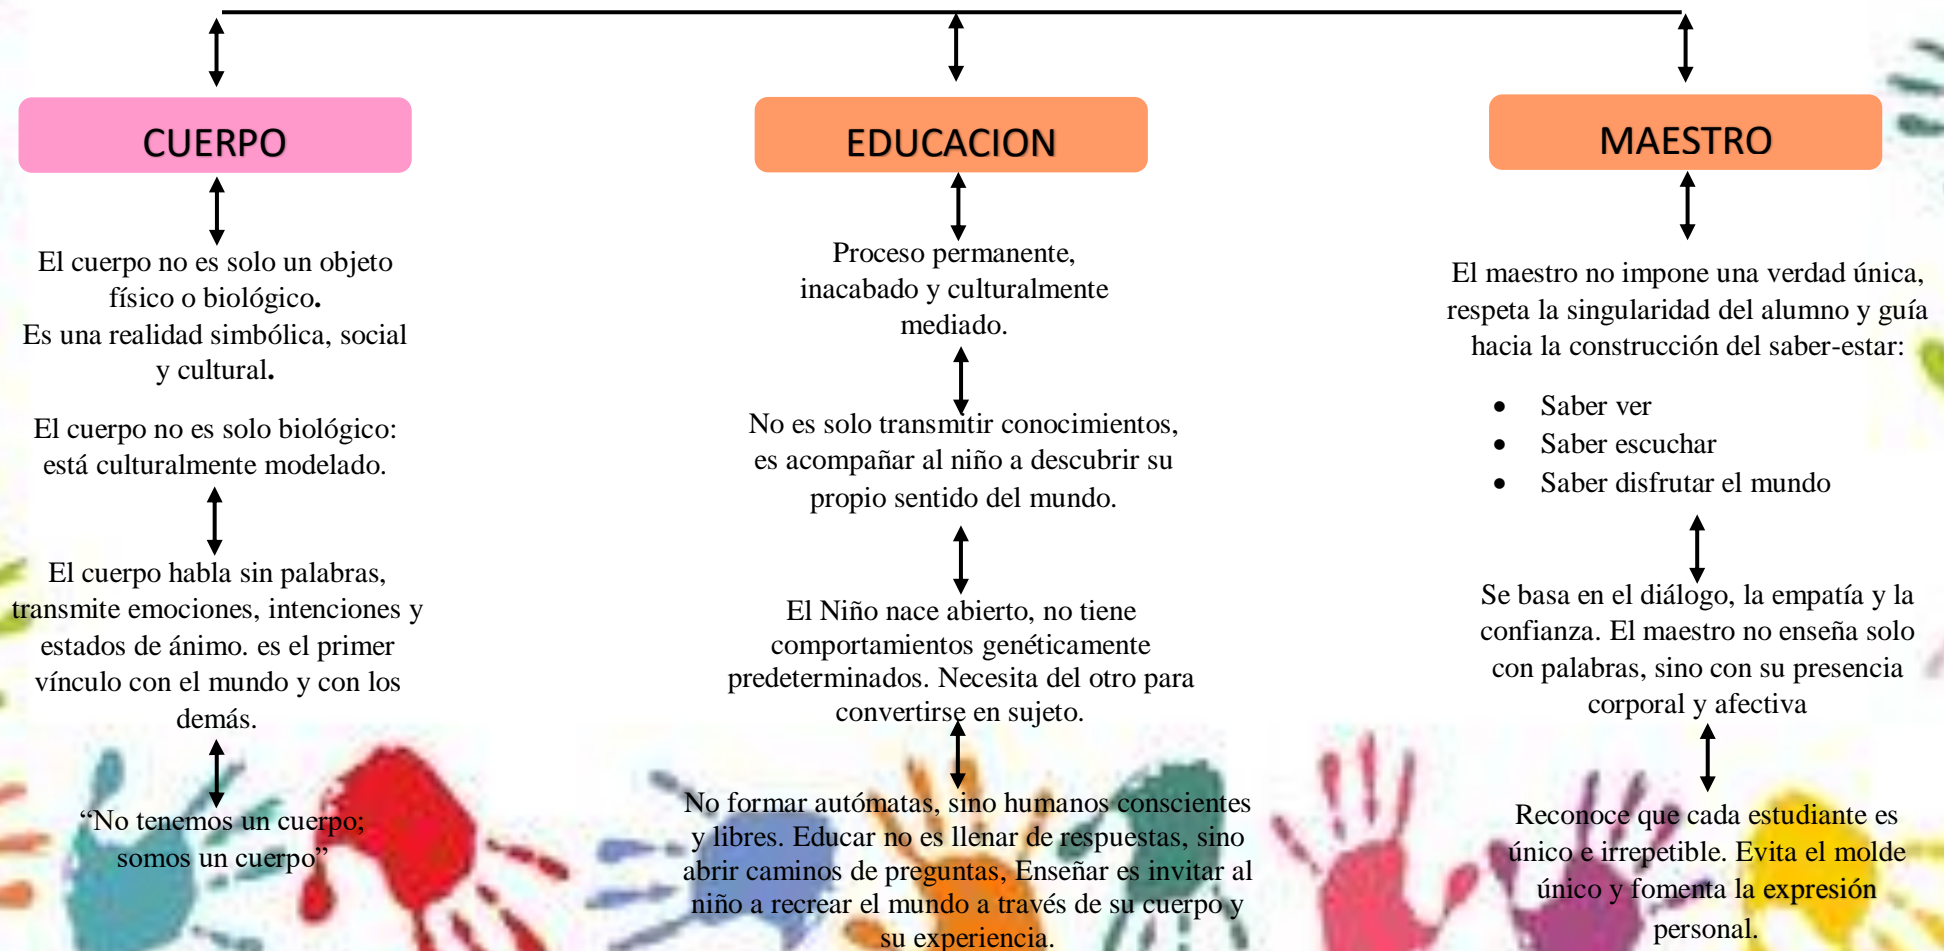 CUERPO
El cuerpo no es solo un objeto
físico o biológico.
Es una realidad simbólica, social
y cultural.
El cuerpo no es solo biológico:
está culturalmente modelado.
El cuerpo habla sin palabras,
transmite emociones, intenciones y
estados de ánimo. es el primer
vínculo con el mundo y con los
demás.
“No tenemos un cuerpo;
somos un cuerpo”
EDUCACION
Proceso permanente,
inacabado y culturalmente
mediado.
No es solo transmitir conocimientos,
es acompañar al niño a descubrir su
propio sentido del mundo.
El Niño nace abierto, no tiene
comportamientos genéticamente
predeterminados. Necesita del otro para
convertirse en sujeto.
No formar autómatas, sino humanos conscientes
y libres. Educar no es llenar de respuestas, sino
abrir caminos de preguntas, Enseñar es invitar al
niño a recrear el mundo a través de su cuerpo y
su experiencia.
MAESTRO
El maestro no impone una verdad única,
respeta la singularidad del alumno y guía
hacia la construcción del saber-estar:
• Saber ver
• Saber escuchar
• Saber disfrutar el mundo
Se basa en el diálogo, la empatía y la
confianza. El maestro no enseña solo
con palabras, sino con su presencia
corporal y afectiva
Reconoce que cada estudiante es
único e irrepetible. Evita el molde
único y fomenta la expresión
personal.